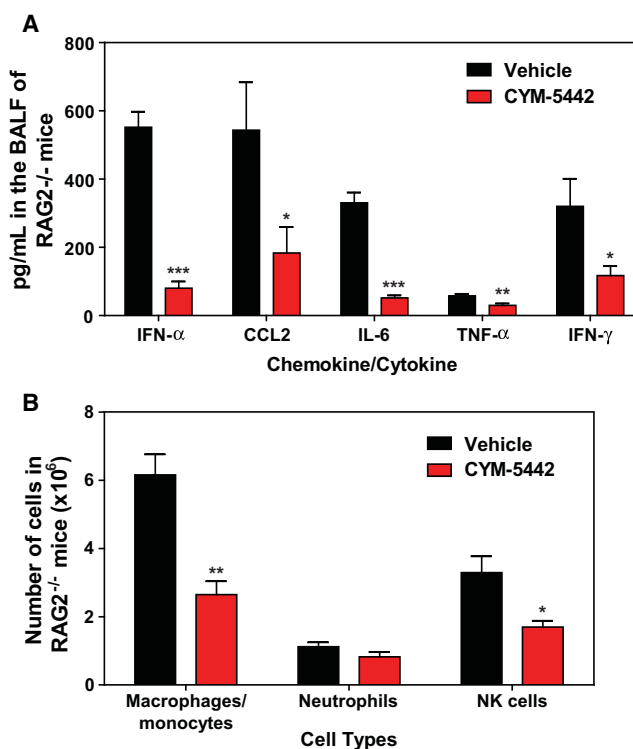 A
800
600
400
200
0
pg/mL in the BALF of
RAG2-/- mice
Vehicle
CYM-5442
***
*
***
**
*
IFN-α
CCL2
IL-6
TNF-α
IFN-γ
Chemokine/Cytokine
B
8
6
4
2
0
Number of cells in
RAG2-/- mice (x10⁶)
Vehicle
CYM-5442
**
*
Macrophages/
monocytes
Neutrophils
NK cells
Cell Types